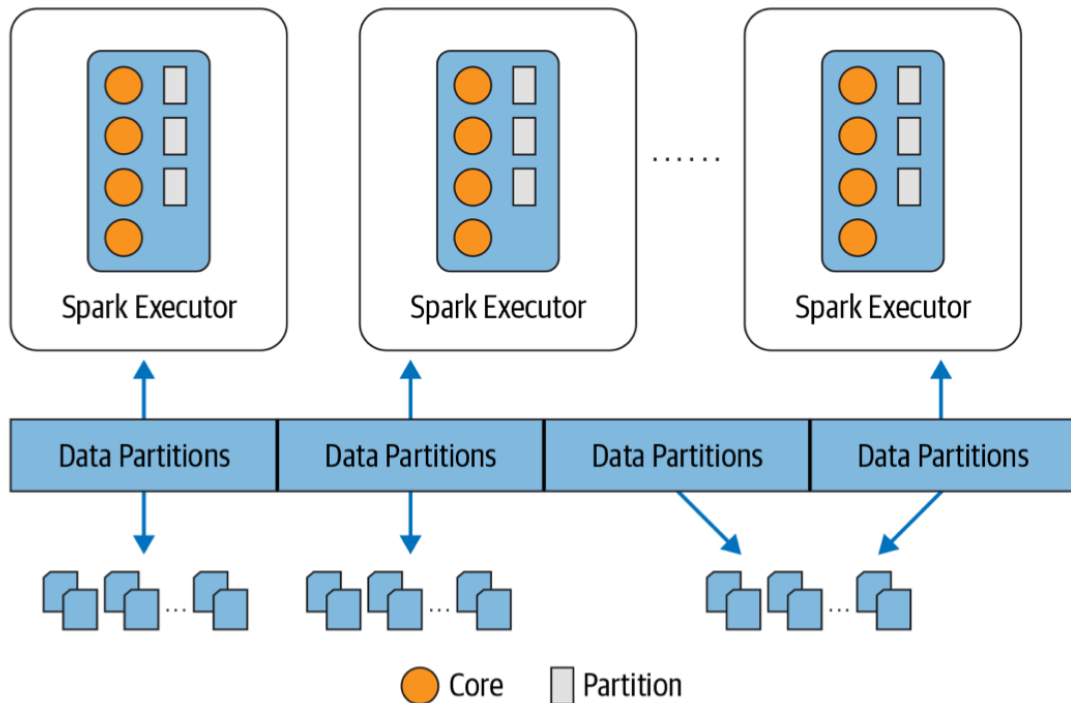 Spark Executor
Spark Executor
......
Spark Executor
Data Partitions
Data Partitions
Data Partitions
Data Partitions
...
...
...
Core
Partition